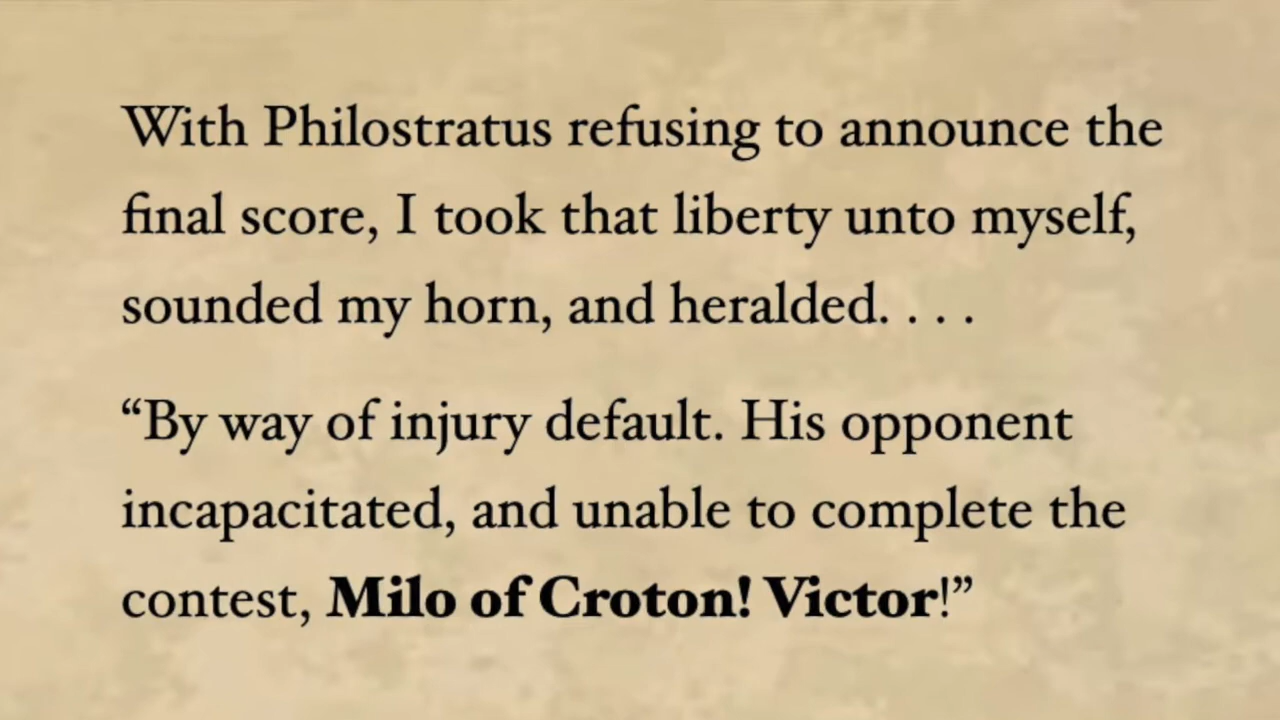 With Philostratus refusing to announce the
final score, I took that liberty unto myself,
sounded my horn, and heralded. . . .
“By way of injury default. His opponent
incapacitated, and unable to complete the
contest, Milo of Croton! Victor!”